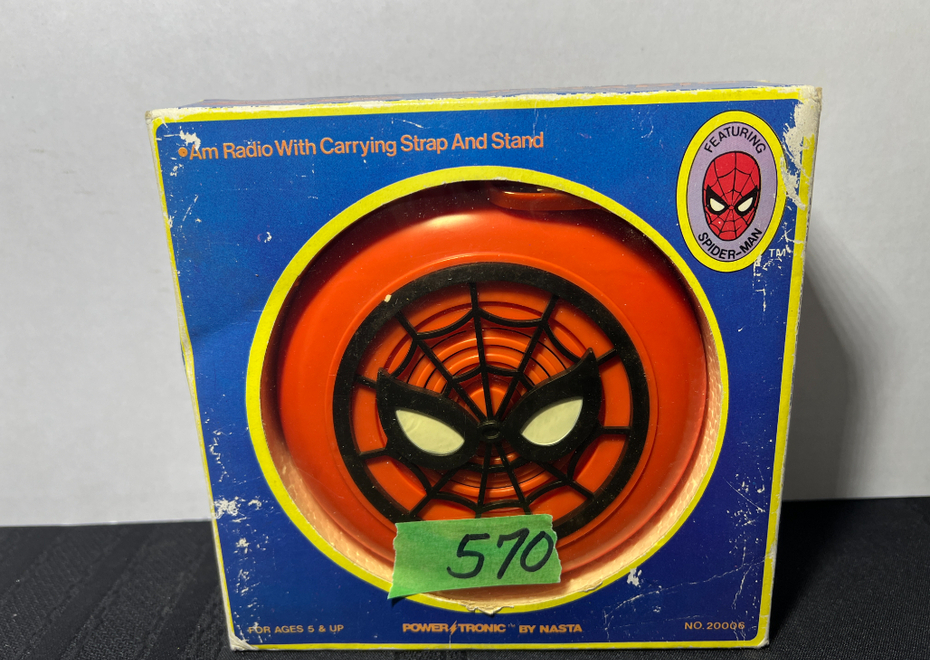 •Am Radio With Carrying Strap And Stand
FEATURING
SPIDER-MAN
TM
570
FOR AGES 5 & UP
POWER TRONIC™ BY NASTA
NO. 20006